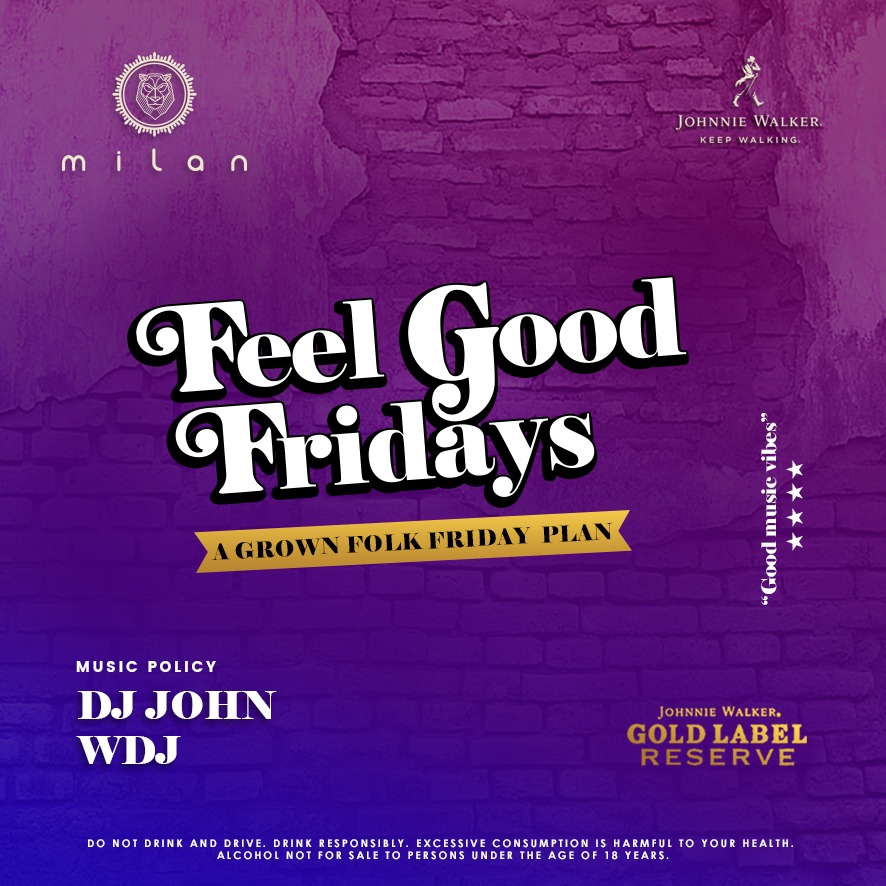 milan
JOHNNIE WALKER.
KEEP WALKING.
Feel Good
Fridays
A GROWN FOLK FRIDAY PLAN
“Good music vibes”
MUSIC POLICY
DJ JOHN
WDJ
JOHNNIE WALKER.
GOLD LABEL
RESERVE
DO NOT DRINK AND DRIVE. DRINK RESPONSIBLY. EXCESSIVE CONSUMPTION IS HARMFUL TO YOUR HEALTH.
ALCOHOL NOT FOR SALE TO PERSONS UNDER THE AGE OF 18 YEARS.